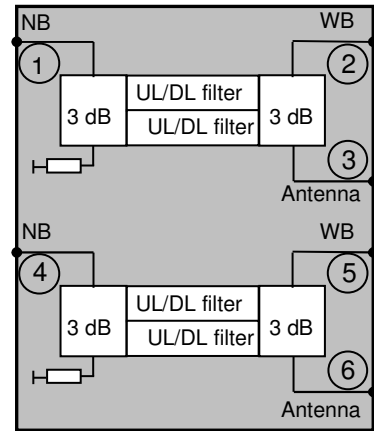 NB WB
1 2
UL/DL filter
3 dB 3 dB
UL/DL filter
3
Antenna
NB WB
4 5
UL/DL filter
3 dB 3 dB
UL/DL filter
6
Antenna